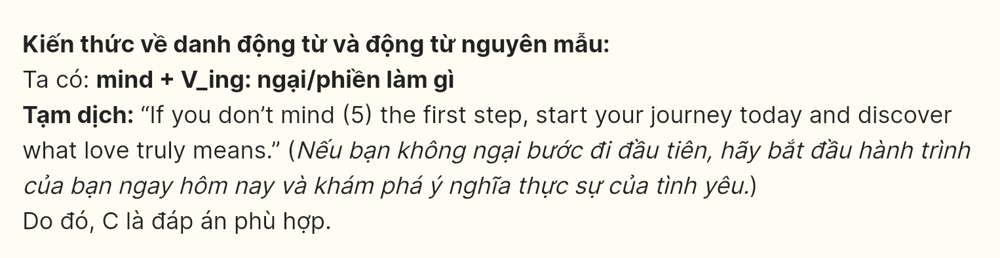 Kiến thức về danh động từ và động từ nguyên mẫu:
Ta có: mind + V_ing: ngại/phiền làm gì
Tạm dịch: “If you don’t mind (5) the first step, start your journey today and discover
what love truly means.” (Nếu bạn không ngại bước đi đầu tiên, hãy bắt đầu hành trình
của bạn ngay hôm nay và khám phá ý nghĩa thực sự của tình yêu.)
Do đó, C là đáp án phù hợp.